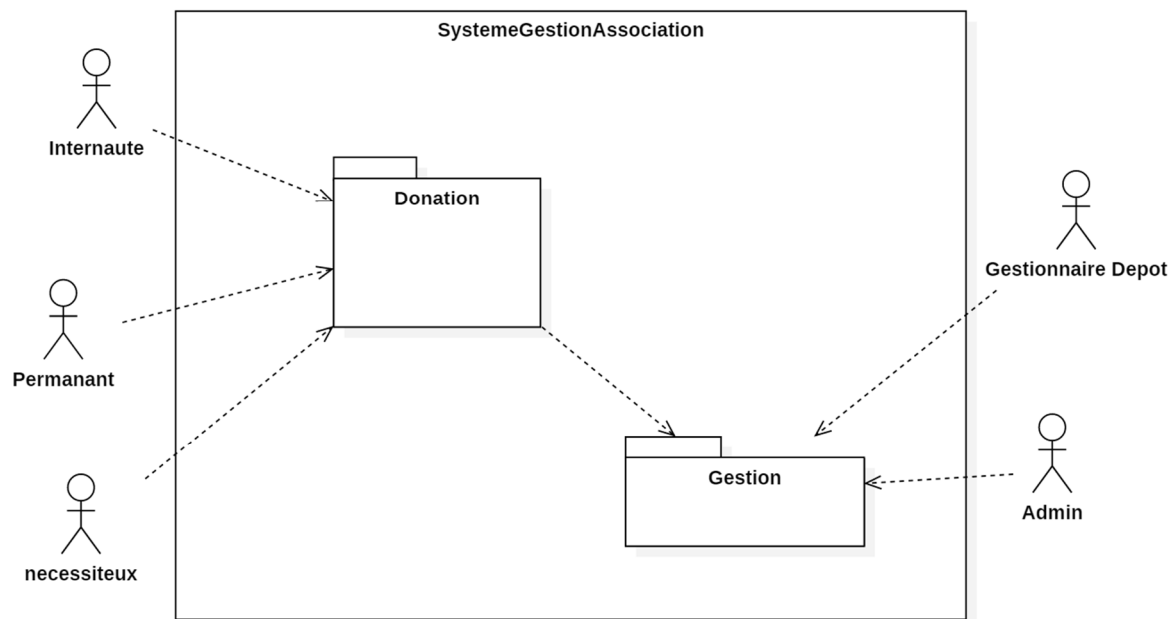 SystemeGestionAssociation
Internaute
Donation
Gestionnaire Depot
Permanant
Gestion
Admin
necessiteux